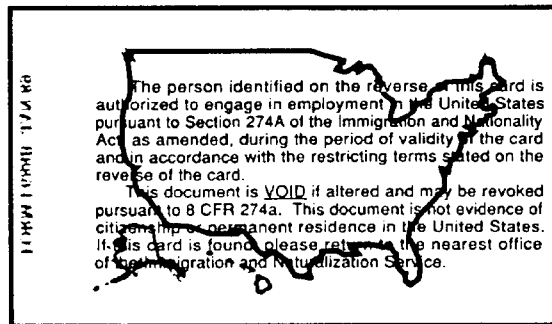 The person identified on the reverse of this card is
authorized to engage in employment in the United States
pursuant to Section 274A of the Immigration and Nationality
Act, as amended, during the period of validity of the card
and in accordance with the restricting terms stated on the
reverse of the card.
This document is VOID if altered and may be revoked
pursuant to 8 CFR 274a. This document is not evidence of
citizenship or permanent residence in the United States.
If this card is found, please return to the nearest office
of the Immigration and Naturalization Service.
FORM I-688B JAN 89